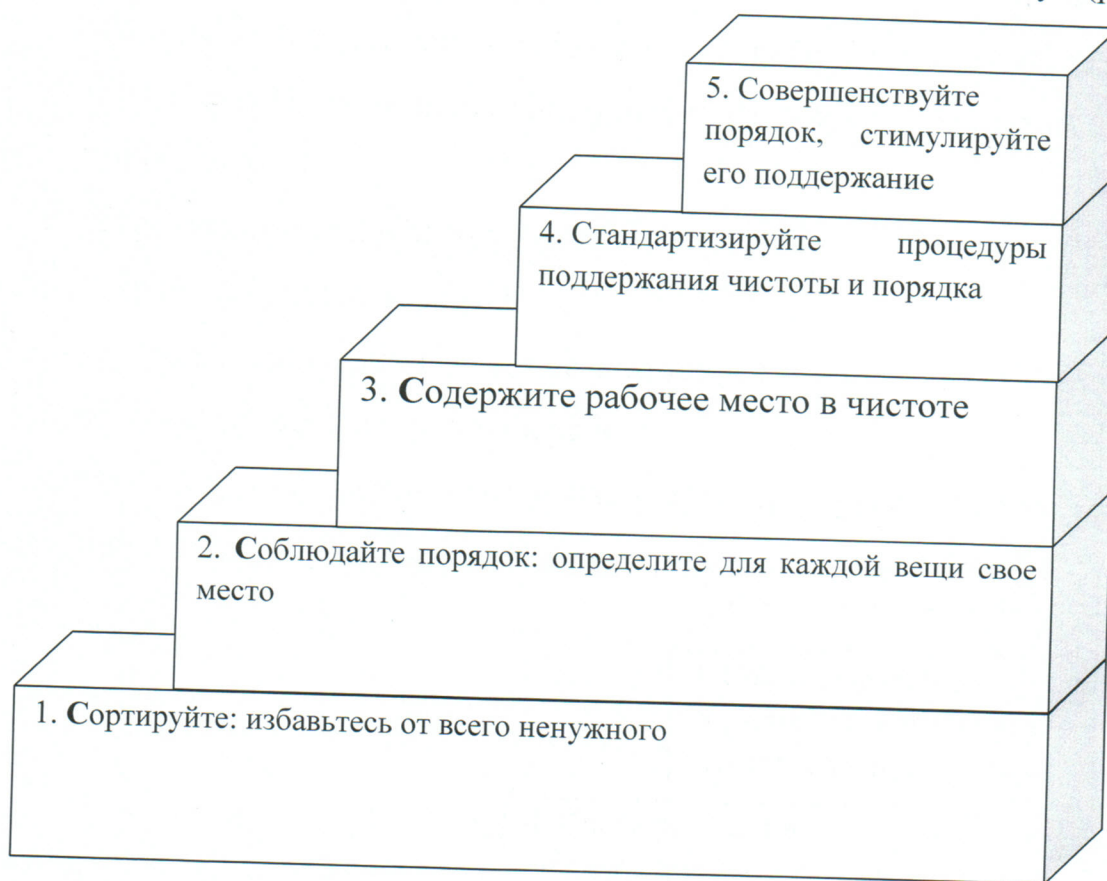 5. Совершенствуйте
порядок, стимулируйте
его поддержание
4. Стандартизируйте процедуры
поддержания чистоты и порядка
3. Содержите рабочее место в чистоте
2. Соблюдайте порядок: определите для каждой вещи свое
место
1. Сортируйте: избавьтесь от всего ненужного